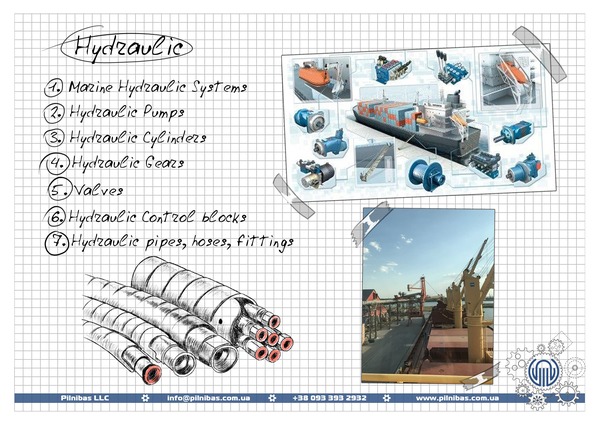 Hydraulic
1. Marine Hydraulic Systems
2. Hydraulic Pumps
3. Hydraulic Cylinders
4. Hydraulic Gears
5. Valves
6. Hydraulic Control blocks
7. Hydraulic pipes, hoses, fittings
Pilnibas LLC info@pilnibas.com.ua +38 093 393 2932 www.pilnibas.com.ua